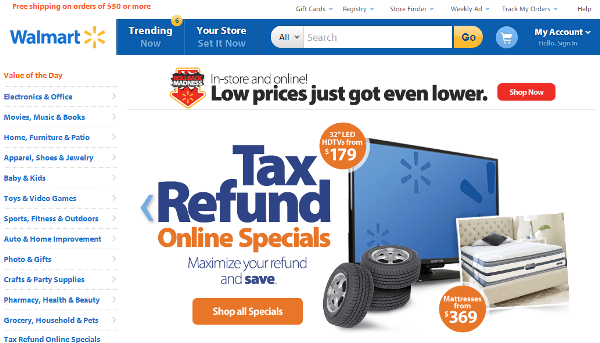 Free shipping on orders of $50 or more
Gift Cards Registry Store Finder Weekly Ad Track My Orders Help
Walmart
Trending Now
6
Your Store Set It Now
All
Search
Go
My Account
Hello, Sign In
Value of the Day
Electronics & Office
Movies, Music & Books
Home, Furniture & Patio
Apparel, Shoes & Jewelry
Baby & Kids
Toys & Video Games
Sports, Fitness & Outdoors
Auto & Home Improvement
Photo & Gifts
Crafts & Party Supplies
Pharmacy, Health & Beauty
Grocery, Household & Pets
Tax Refund Online Specials
ROLLBACK
MADNESS
In-store and online!
Low prices just got even lower.
Shop Now
Tax
Refund
Online Specials
Maximize your refund
and save.
Shop all Specials
32" LED
HDTVs from
$179
Mattresses
from
$369